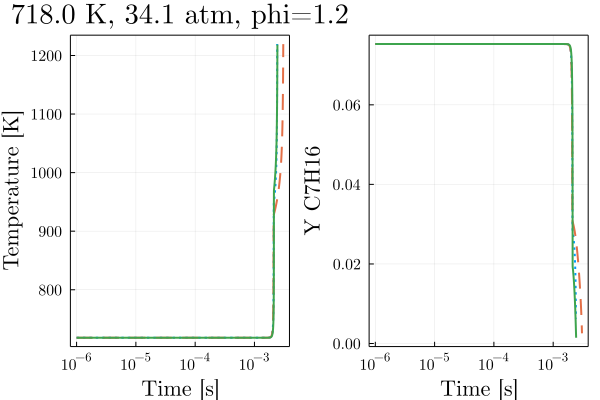 718.0 K, 34.1 atm, phi=1.2
Temperature [K]
1200
1100
1000
900
800
10⁻⁶ 10⁻⁵ 10⁻⁴ 10⁻³
Time [s]
Y C7H16
0.06
0.04
0.02
0.00
10⁻⁶ 10⁻⁵ 10⁻⁴ 10⁻³
Time [s]